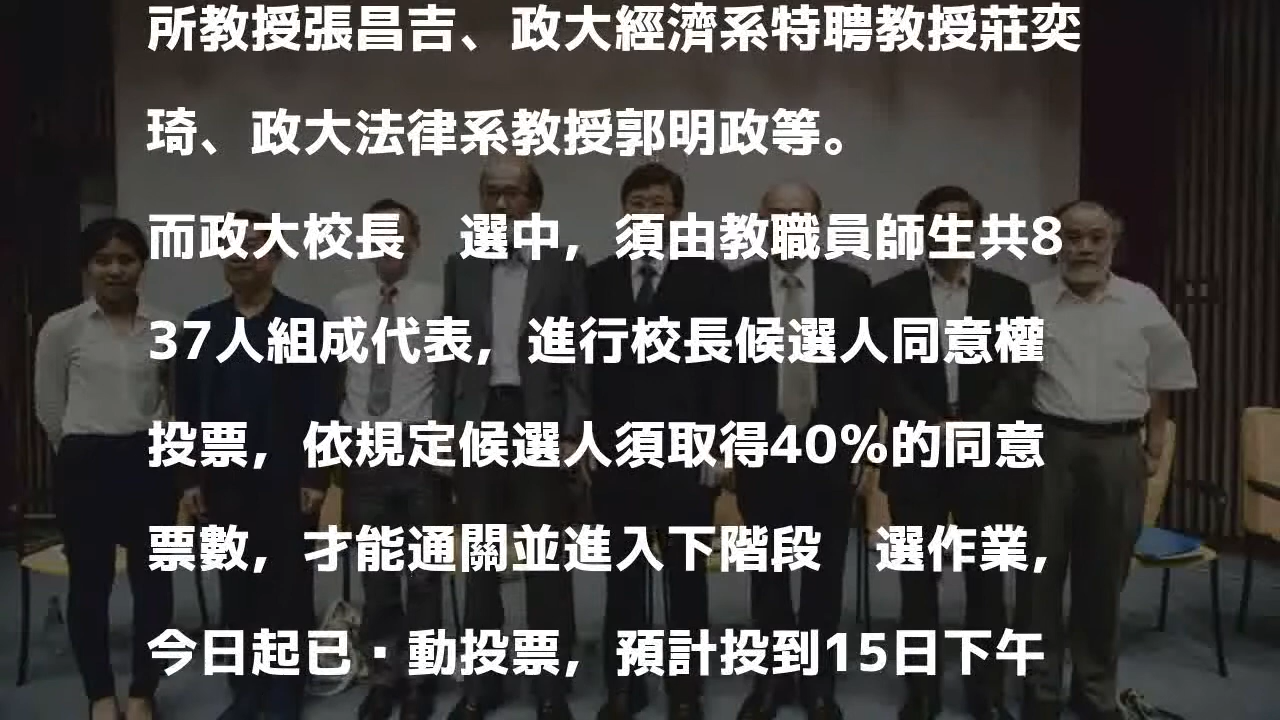 所教授張昌吉、政大經濟系特聘教授莊奕
琦、政大法律系教授郭明政等。
而政大校長　選中，須由教職員師生共8
37人組成代表，進行校長候選人同意權
投票，依規定候選人須取得40%的同意
票數，才能通關並進入下階段　選作業，
今日起已·動投票，預計投到15日下午